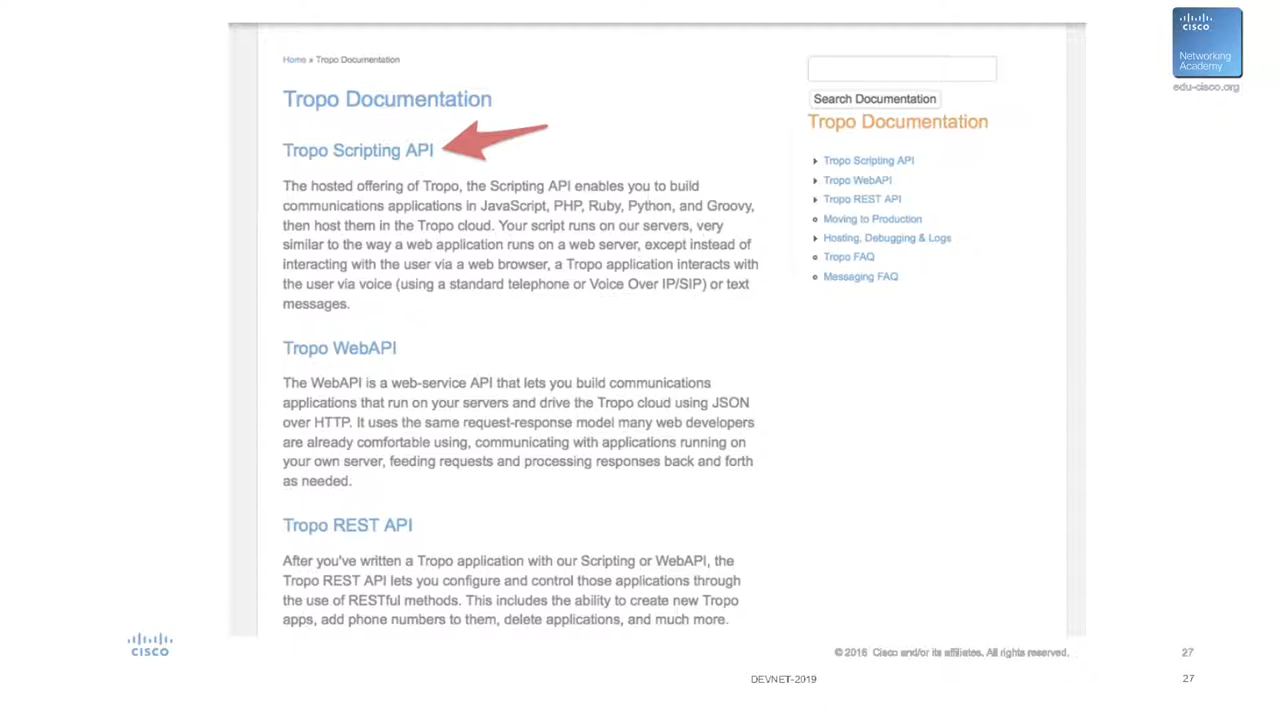 CISCO
Networking
Academy
edu-cisco.org
Home » Tropo Documentation
Tropo Documentation
Tropo Scripting API
The hosted offering of Tropo, the Scripting API enables you to build
communications applications in JavaScript, PHP, Ruby, Python, and Groovy,
then host them in the Tropo cloud. Your script runs on our servers, very
similar to the way a web application runs on a web server, except instead of
interacting with the user via a web browser, a Tropo application interacts with
the user via voice (using a standard telephone or Voice Over IP/SIP) or text
messages.
Tropo WebAPI
The WebAPI is a web-service API that lets you build communications
applications that run on your servers and drive the Tropo cloud using JSON
over HTTP. It uses the same request-response model many web developers
are already comfortable using, communicating with applications running on
your own server, feeding requests and processing responses back and forth
as needed.
Tropo REST API
After you've written a Tropo application with our Scripting or WebAPI, the
Tropo REST API lets you configure and control those applications through
the use of RESTful methods. This includes the ability to create new Tropo
apps, add phone numbers to them, delete applications, and much more.
Search Documentation
Tropo Documentation
Tropo Scripting API
Tropo WebAPI
Tropo REST API
Moving to Production
Hosting, Debugging & Logs
Tropo FAQ
Messaging FAQ
CISCO
© 2016 Cisco and/or its affiliates. All rights reserved.
27
DEVNET-2019
27